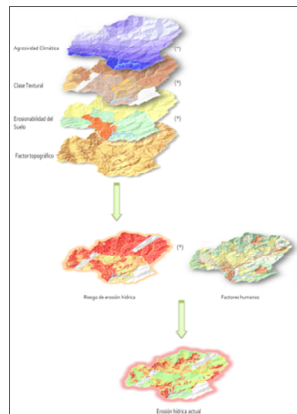 Agresividad Climática
(*)
Clase Textural
(*)
Erosionabilidad del
Suelo
(*)
Factor topográfico
(*)
Riesgo de erosión hídrica
Factores humanos
Erosión hídrica actual